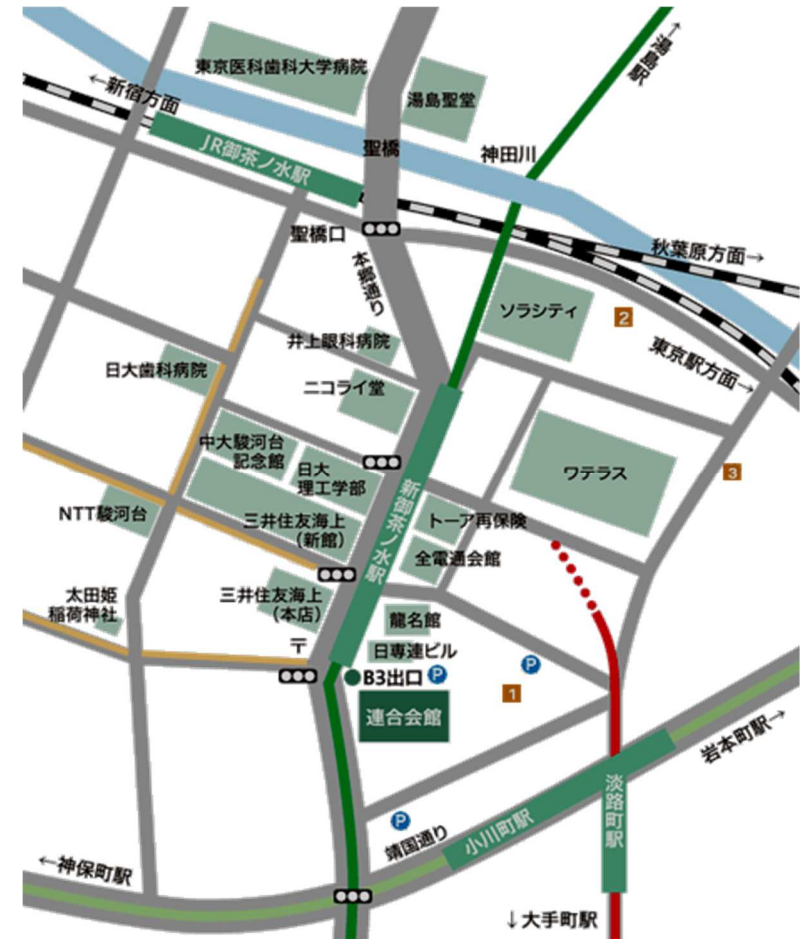 東京医科歯科大学病院
湯島聖堂
↑湯島駅
←新宿方面
JR御茶ノ水駅
聖橋
神田川
聖橋口
本郷通り
秋葉原方面→
ソラシティ
2
東京駅方面→
井上眼科病院
日大歯科病院
ニコライ堂
中大駿河台
記念館
日大
理工学部
新御茶ノ水駅
ワテラス
3
NTT駿河台
三井住友海上
(新館)
トーア再保険
全電通会館
太田姫
稲荷神社
三井住友海上
(本店)
龍名館
〒
日専連ビル
B3出口
P
P
1
連合会館
岩本町駅→
淡路町駅
P
靖国通り
小川町駅
←神保町駅
↓大手町駅